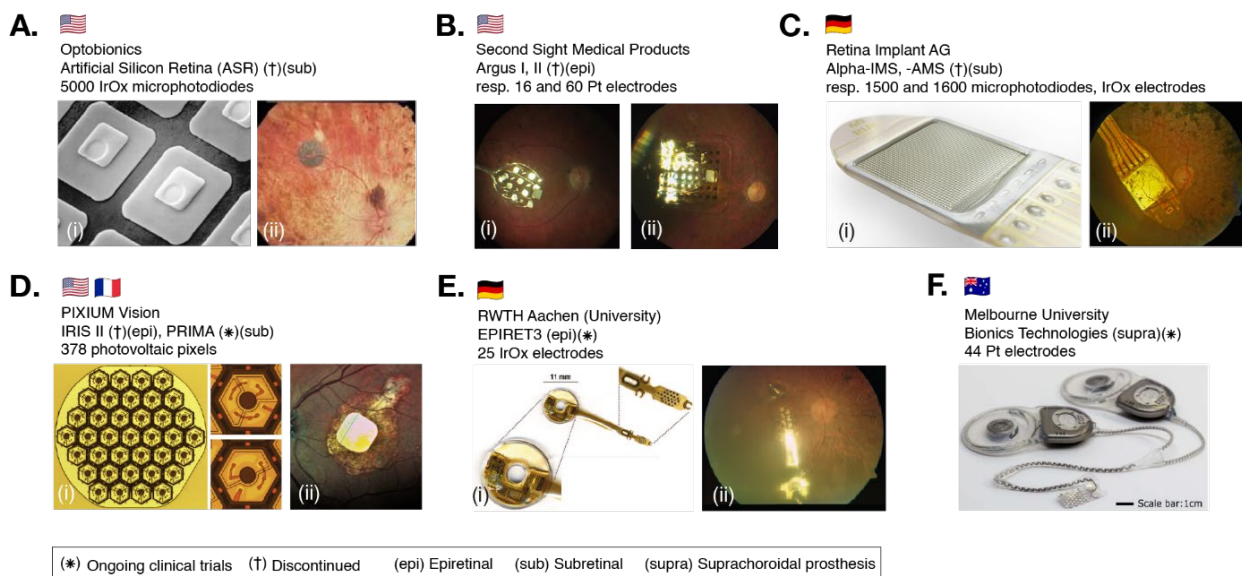 A.
Optobionics
Artificial Silicon Retina (ASR) (†)(sub)
5000 IrOx microphotodiodes
(i)
(ii)
B.
Second Sight Medical Products
Argus I, II (†)(epi)
resp. 16 and 60 Pt electrodes
(i)
(ii)
C.
Retina Implant AG
Alpha-IMS, -AMS (†)(sub)
resp. 1500 and 1600 microphotodiodes, IrOx electrodes
(i)
(ii)
D.
PIXIUM Vision
IRIS II (†)(epi), PRIMA (✱)(sub)
378 photovoltaic pixels
(i)
(ii)
E.
RWTH Aachen (University)
EPIRET3 (epi)(✱)
25 IrOx electrodes
11 mm
(i)
(ii)
F.
Melbourne University
Bionics Technologies (supra)(✱)
44 Pt electrodes
Scale bar:1cm
(✱) Ongoing clinical trials (†) Discontinued (epi) Epiretinal (sub) Subretinal (supra) Suprachoroidal prosthesis